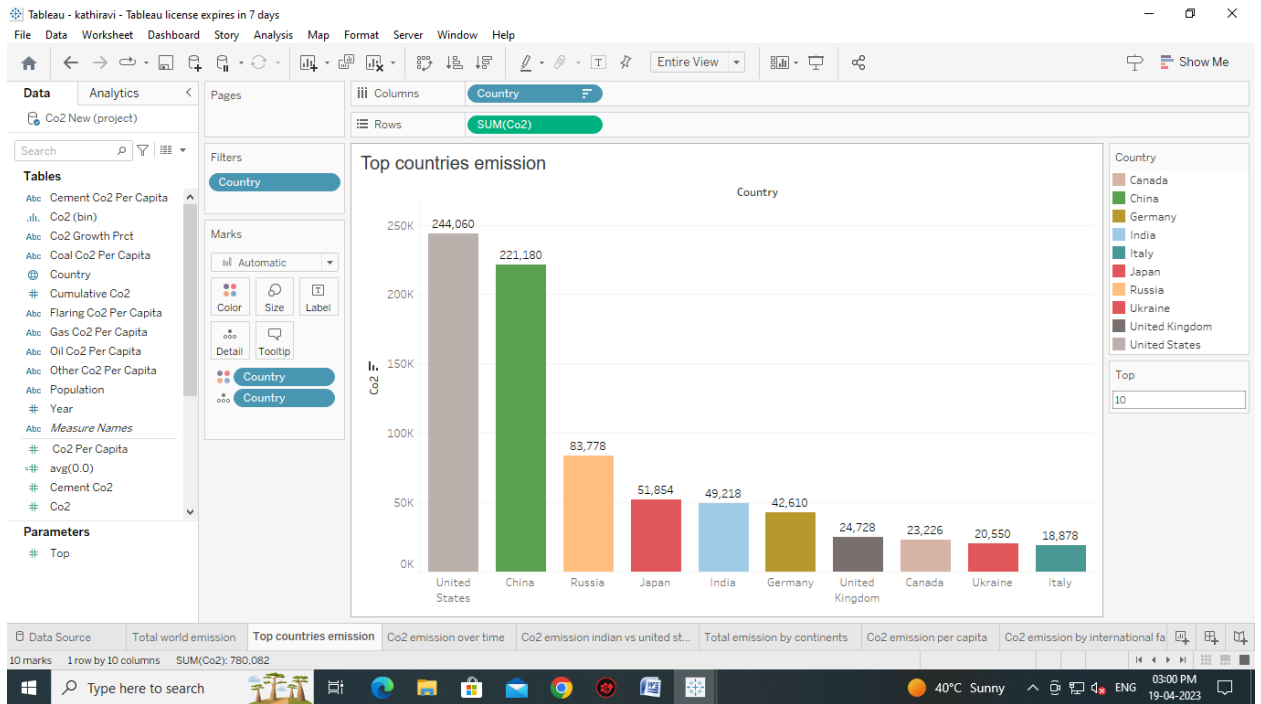 Tableau - kathiravi - Tableau license expires in 7 days
File Data Worksheet Dashboard Story Analysis Map Format Server Window Help
Entire View
Show Me
Data Analytics
Co2 New (project)
Search
Tables
Abc Cement Co2 Per Capita
Co2 (bin)
Abc Co2 Growth Prct
Abc Coal Co2 Per Capita
Country
# Cumulative Co2
Abc Flaring Co2 Per Capita
Abc Gas Co2 Per Capita
Abc Oil Co2 Per Capita
Abc Other Co2 Per Capita
Abc Population
# Year
Abc Measure Names
# Co2 Per Capita
=# avg(0.0)
# Cement Co2
# Co2
Parameters
# Top
Pages
Filters
Country
Marks
Automatic
Color Size Label
Detail Tooltip
Country
Country
Columns Country
Rows SUM(Co2)
Top countries emission
Country
Co2
250K
200K
150K
100K
50K
0K
244,060
221,180
83,778
51,854
49,218
42,610
24,728
23,226
20,550
18,878
United States
China
Russia
Japan
India
Germany
United Kingdom
Canada
Ukraine
Italy
Country
Canada
China
Germany
India
Italy
Japan
Russia
Ukraine
United Kingdom
United States
Top
10
Data Source Total world emission Top countries emission Co2 emission over time Co2 emission indian vs united st... Total emission by continents Co2 emission per capita Co2 emission by international fa
10 marks 1 row by 10 columns SUM(Co2): 780,082
Type here to search
40°C Sunny
ENG
03:00 PM
19-04-2023